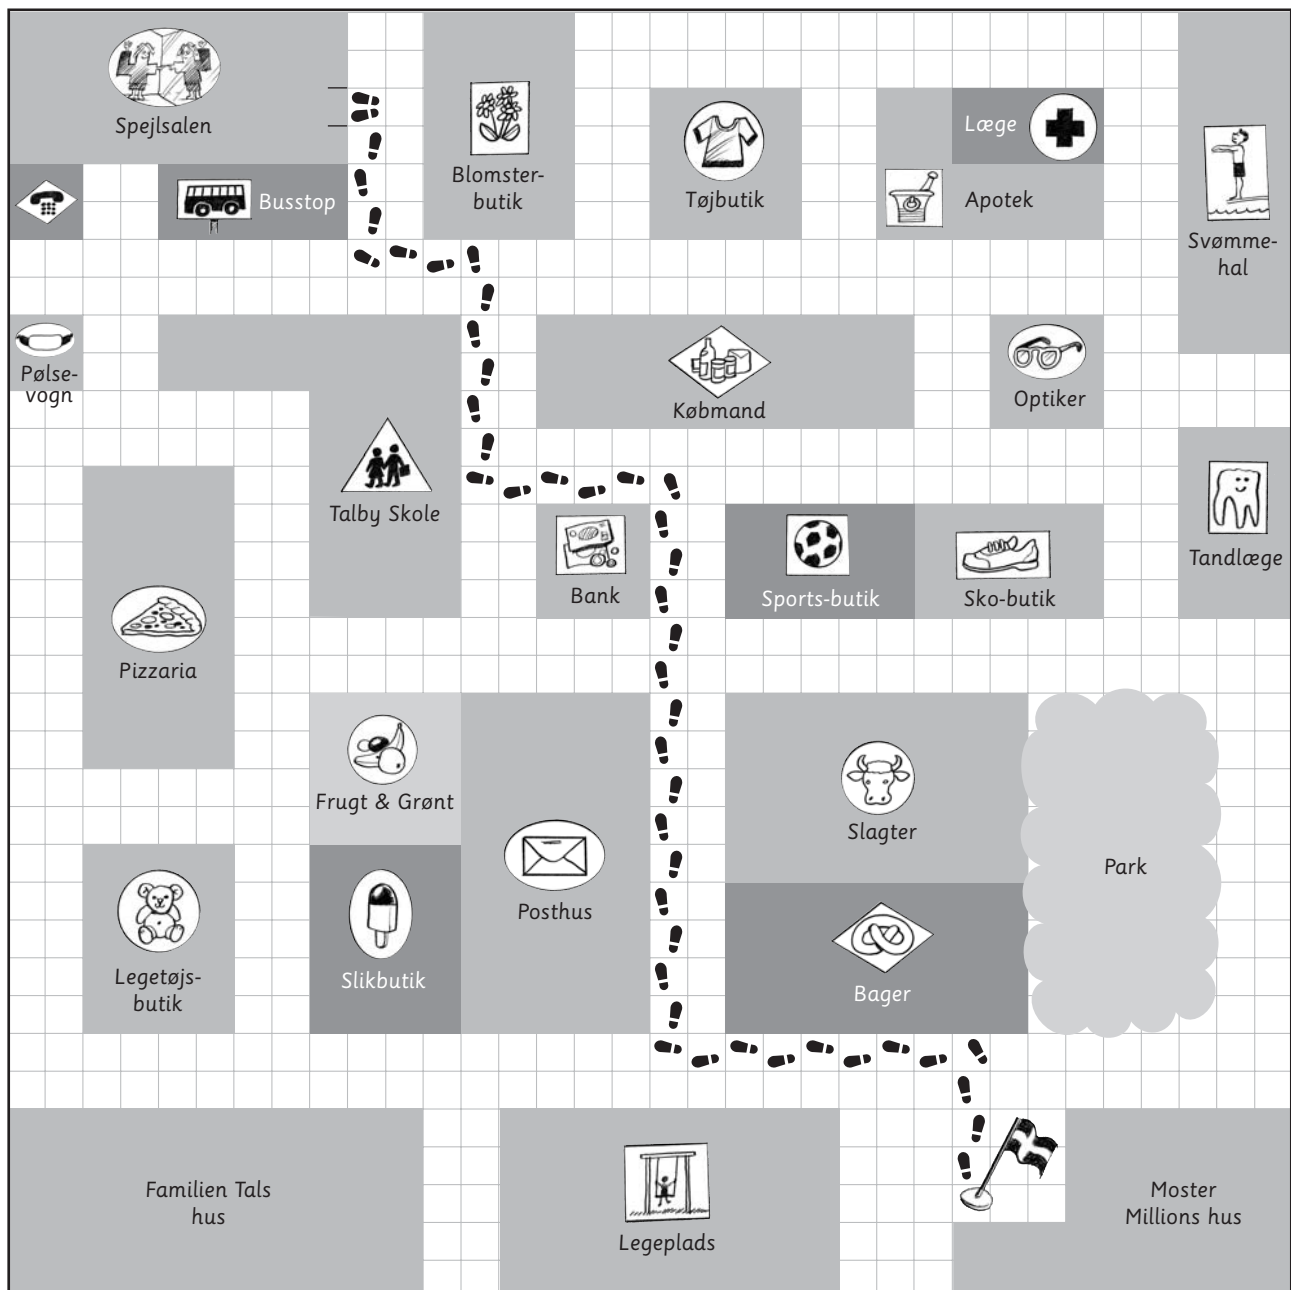 Spejlsalen
Blomster-
butik
Tøjbutik
Læge
Apotek
Svømme-
hal
Busstop
Pølse-
vogn
Købmand
Optiker
Talby Skole
Bank
Sports-butik
Sko-butik
Tandlæge
Pizzaria
Frugt & Grønt
Slagter
Park
Posthus
Legetøjs-
butik
Slikbutik
Bager
Familien Tals
hus
Legeplads
Moster
Millions hus